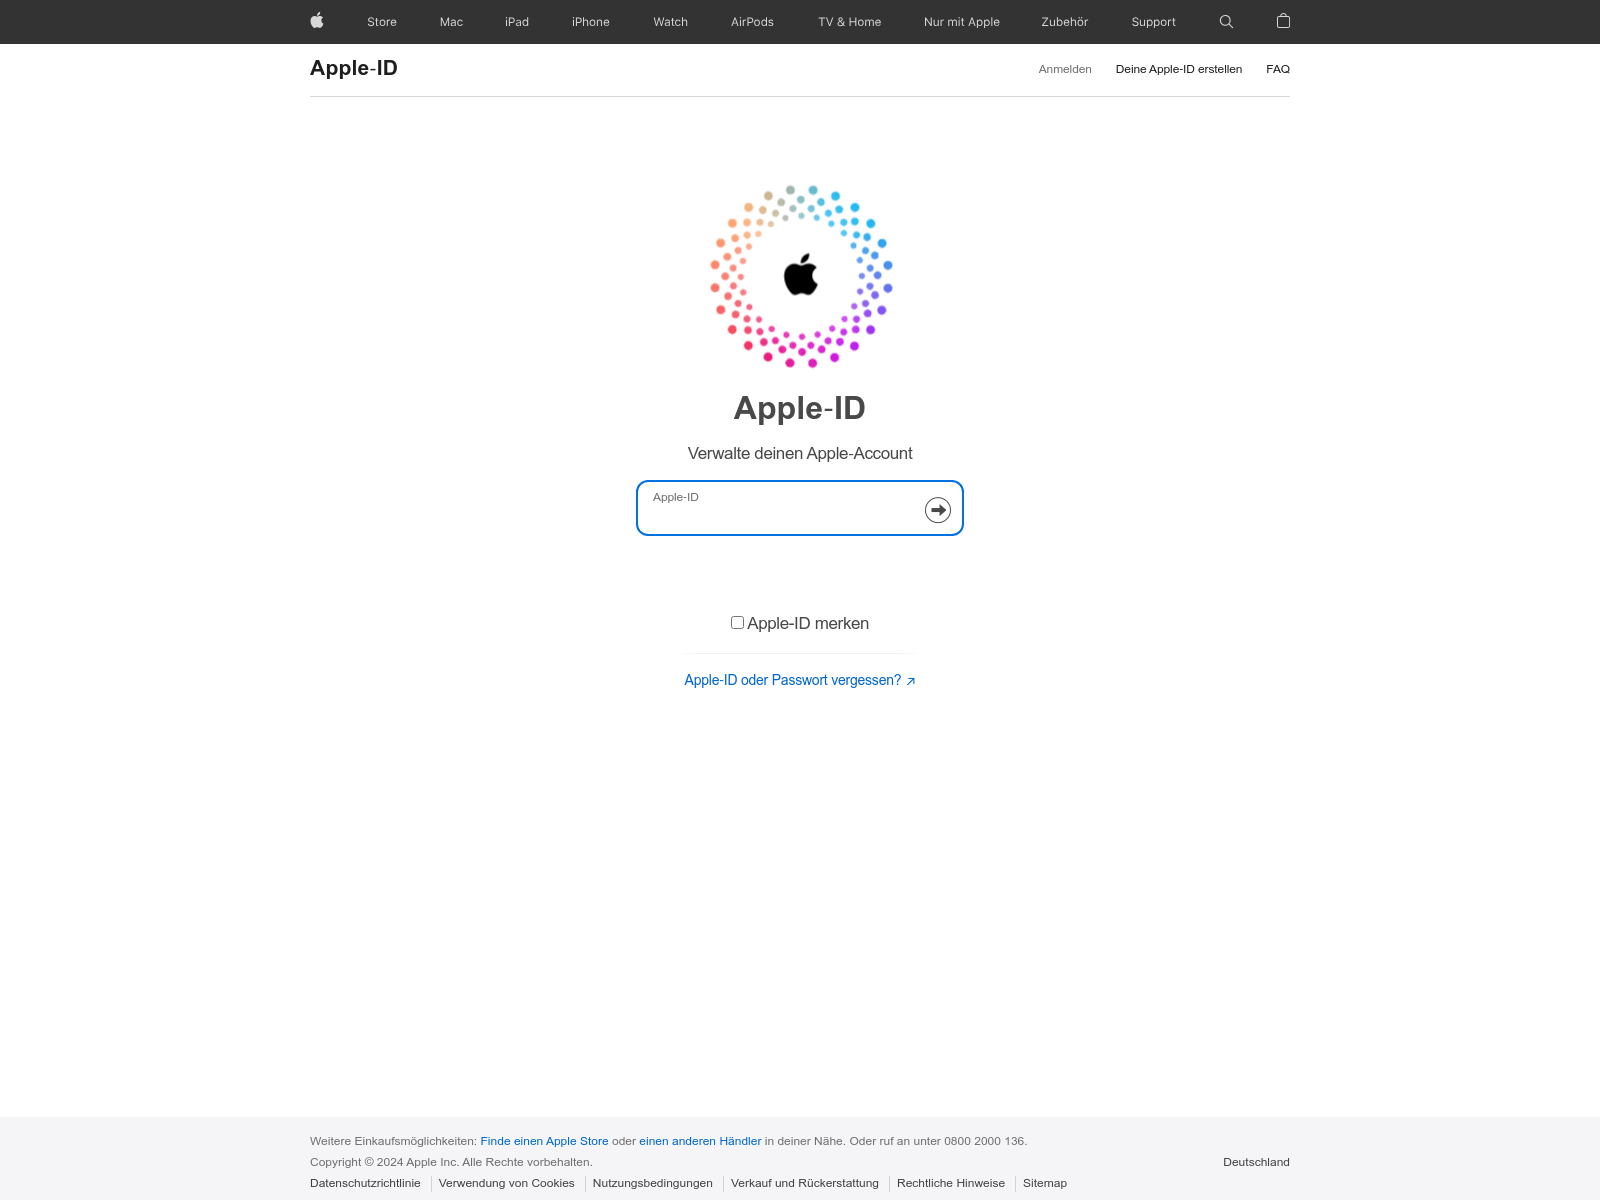 Store Mac iPad iPhone Watch AirPods TV & Home Nur mit Apple Zubehör Support
Apple-ID Anmelden Deine Apple-ID erstellen FAQ
Apple-ID
Verwalte deinen Apple-Account
Apple-ID
Apple-ID merken
Apple-ID oder Passwort vergessen? ↗
Weitere Einkaufsmöglichkeiten: Finde einen Apple Store oder einen anderen Händler in deiner Nähe. Oder ruf an unter 0800 2000 136.
Copyright © 2024 Apple Inc. Alle Rechte vorbehalten. Deutschland
Datenschutzrichtlinie Verwendung von Cookies Nutzungsbedingungen Verkauf und Rückerstattung Rechtliche Hinweise Sitemap